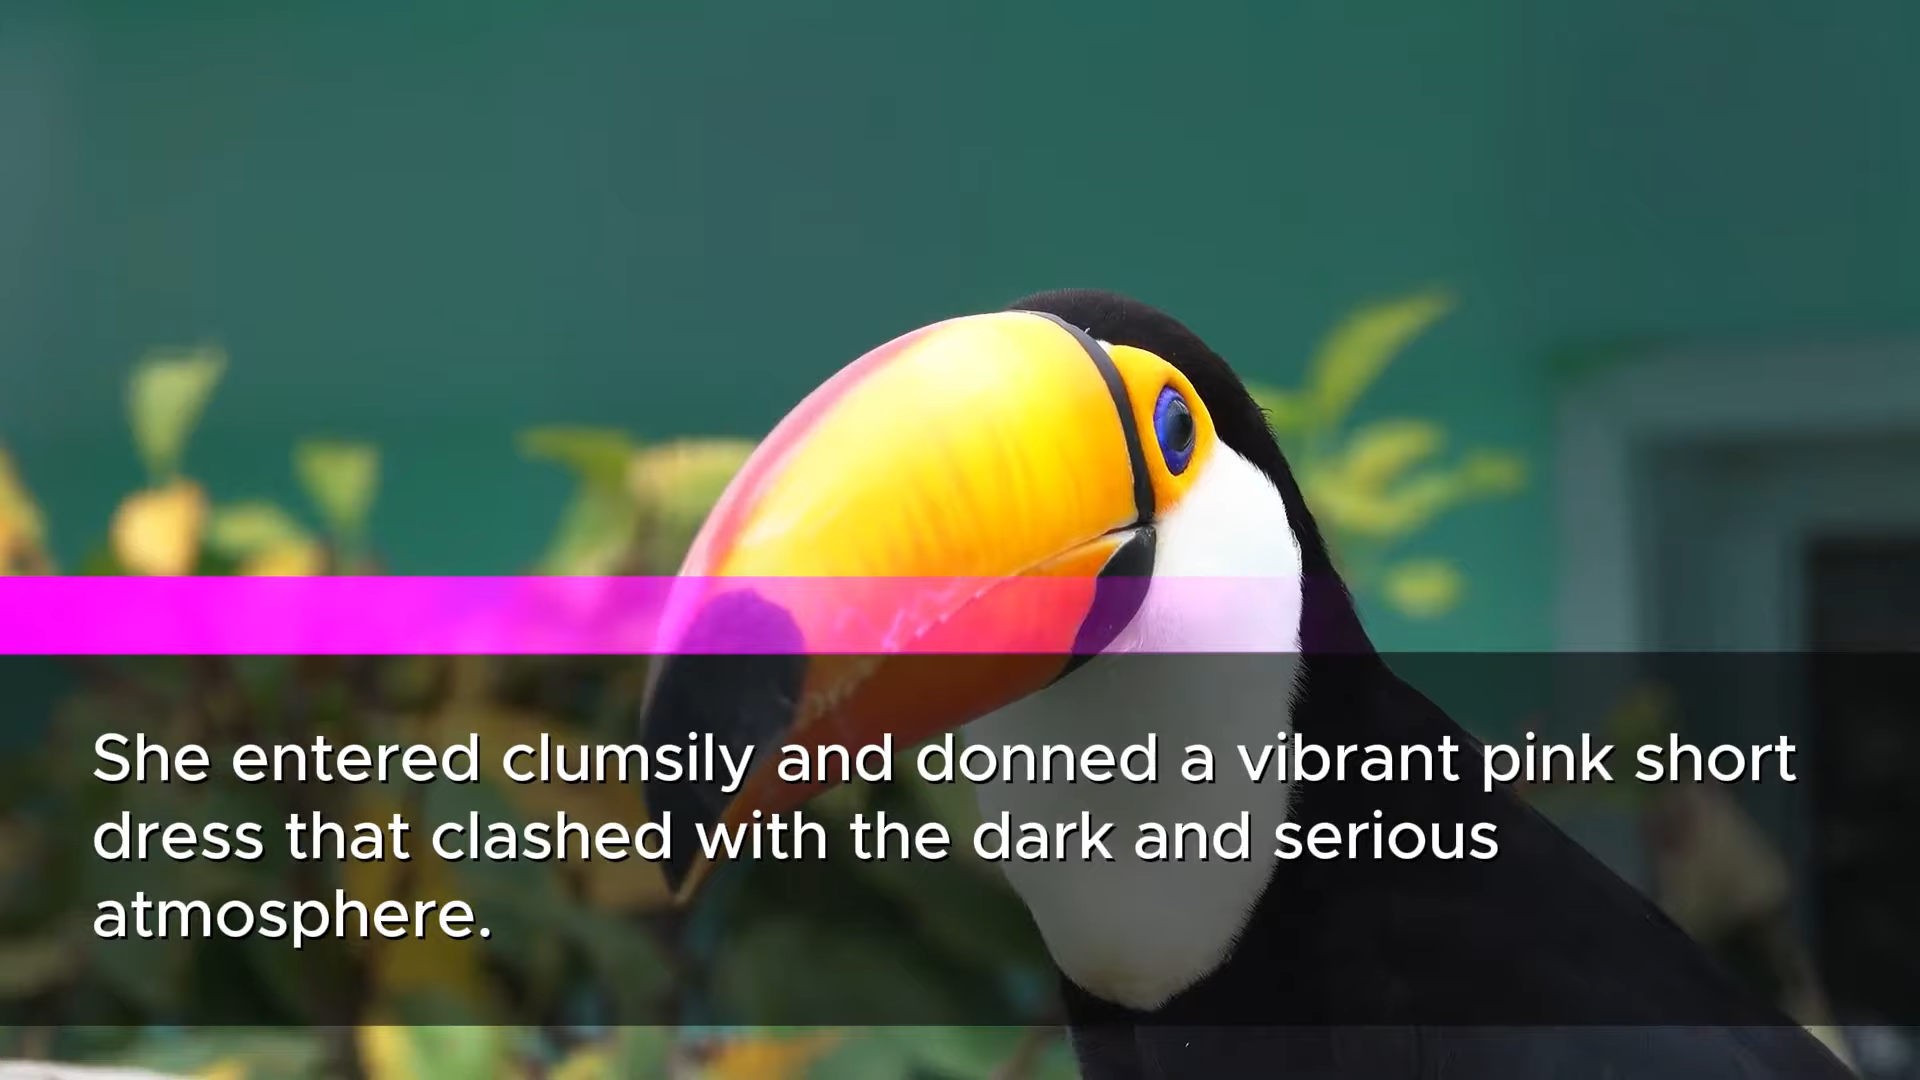 She entered clumsily and donned a vibrant pink short
dress that clashed with the dark and serious
atmosphere.